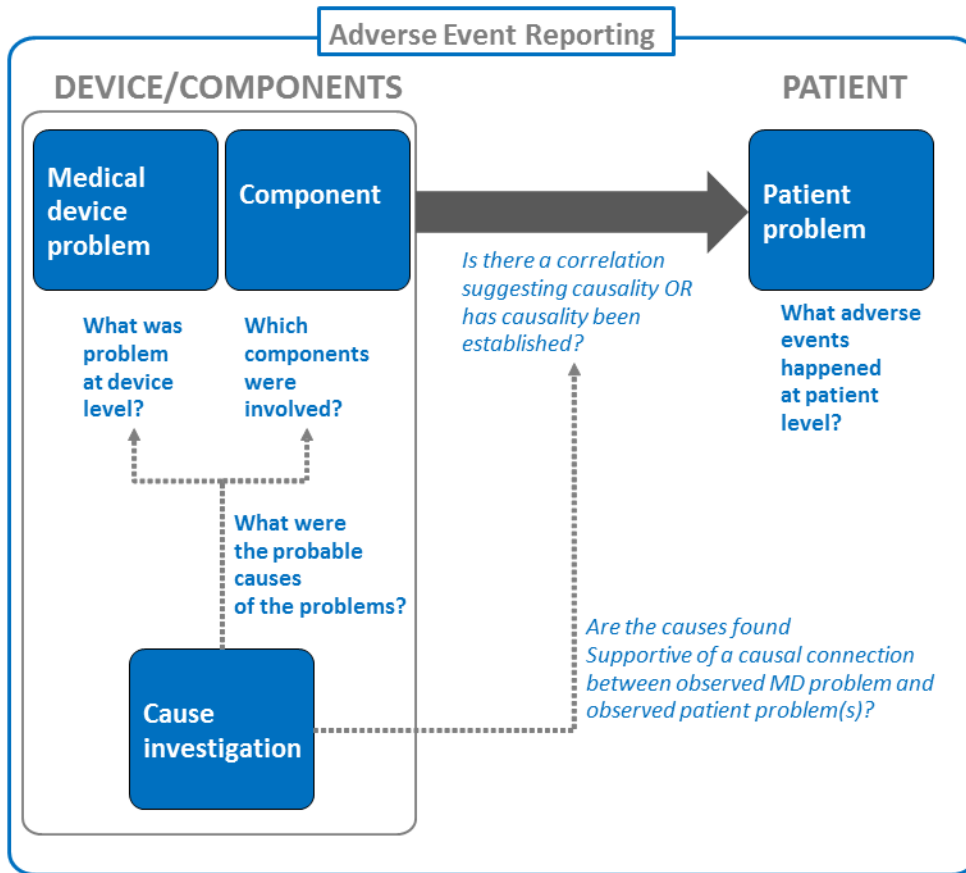 Adverse Event Reporting
DEVICE/COMPONENTS
PATIENT
Medical
device
problem
Component
Patient
problem
Is there a correlation
suggesting causality OR
has causality been
established?
What was
problem
at device
level?
Which
components
were
involved?
What adverse
events
happened
at patient
level?
What were
the probable
causes
of the problems?
Are the causes found
Supportive of a causal connection
between observed MD problem and
observed patient problem(s)?
Cause
investigation